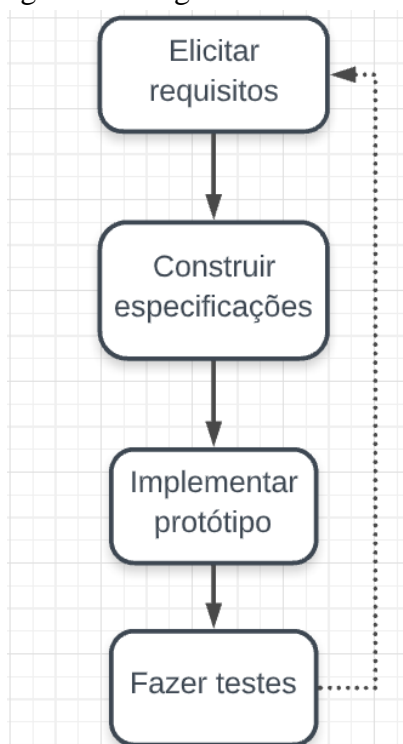 Elicitar
requisitos
Construir
especificações
Implementar
protótipo
Fazer testes